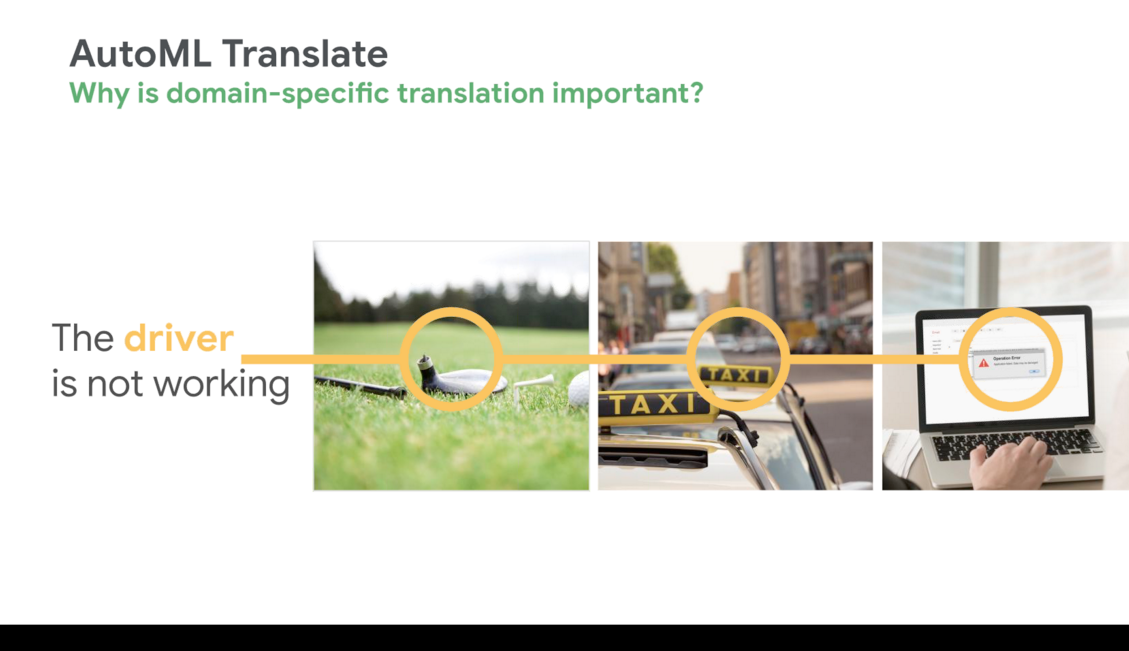 AutoML Translate
Why is domain-specific translation important?
The driver
is not working
TAXI
TAXI
Operation Error